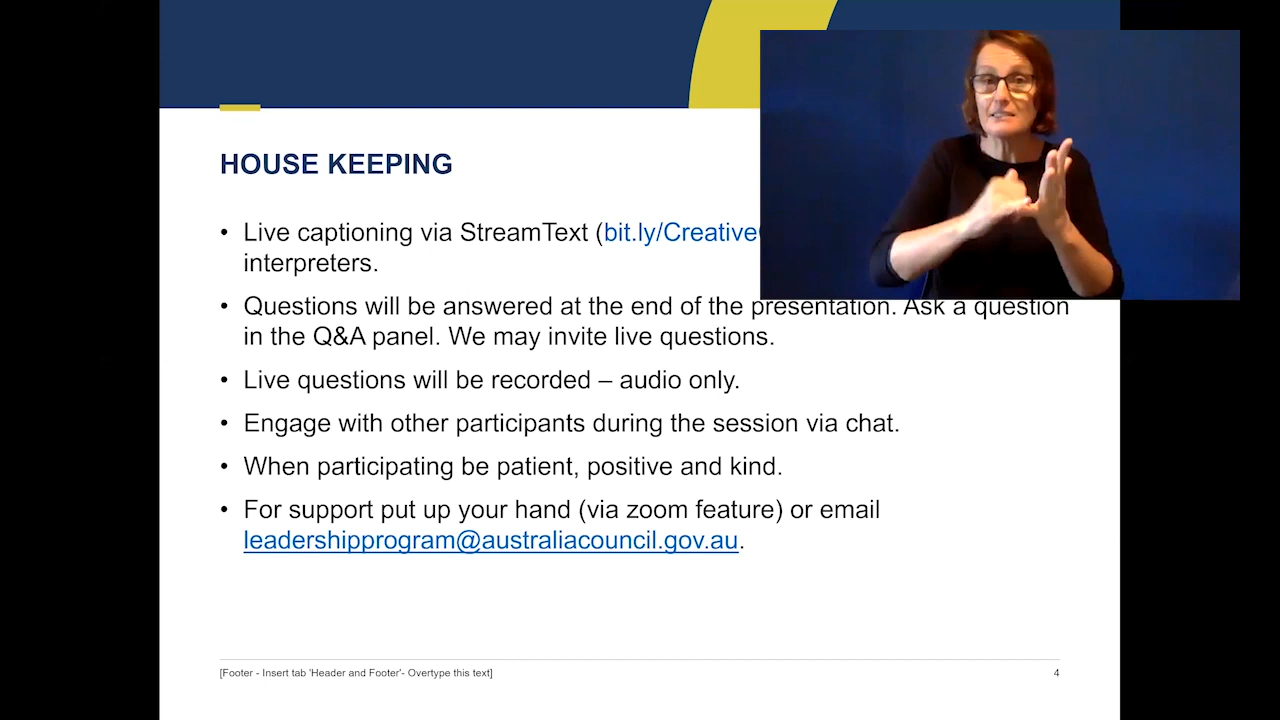 HOUSE KEEPING
• Live captioning via StreamText (bit.ly/Creative
interpreters.
• Questions will be answered at the end of the presentation. Ask a question
in the Q&A panel. We may invite live questions.
• Live questions will be recorded – audio only.
• Engage with other participants during the session via chat.
• When participating be patient, positive and kind.
• For support put up your hand (via zoom feature) or email
leadershipprogram@australiacouncil.gov.au.
[Footer - Insert tab 'Header and Footer'- Overtype this text]
4